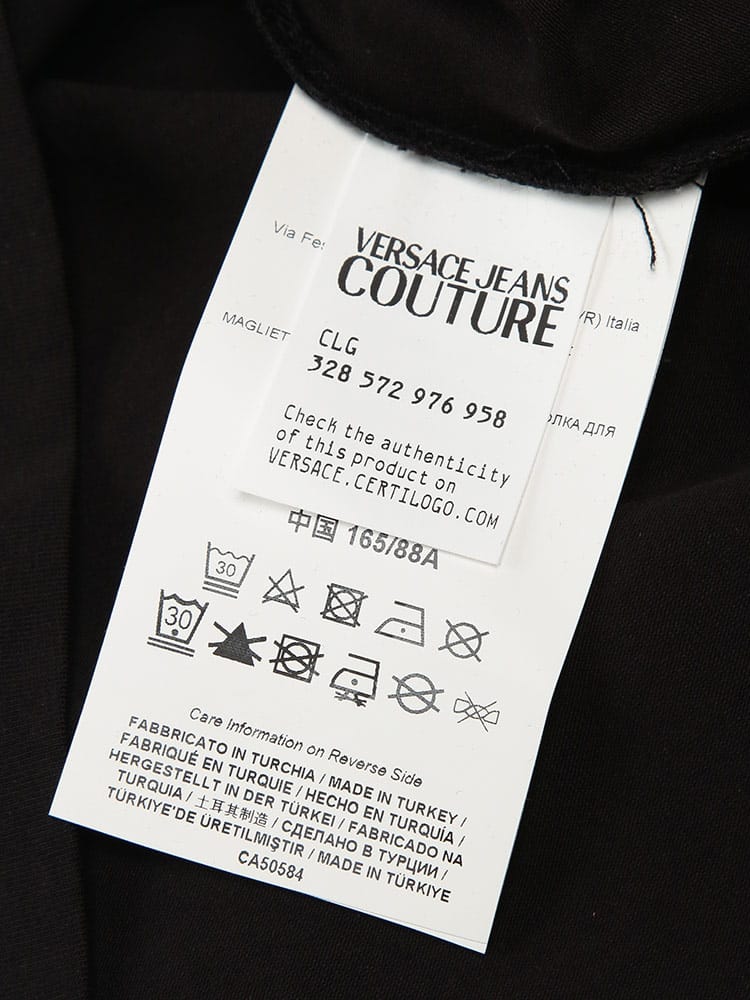 Via
VR) Italia
MAGLIET
ОЛКА ДЛЯ
VERSACE JEANS
COUTURE
CLG
328 572 976 958
Check the authenticity
of this product on
VERSACE.CERTILOGO.COM
中国 165/88A
30
30
Care Information on Reverse Side
FABBRICATO IN TURCHIA / MADE IN TURKEY /
FABRIQUÉ EN TURQUIE / HECHO EN TURQUÍA /
HERGESTELLT IN DER TÜRKEI / FABRICADO NA
TURQUIA / 土耳其制造 / СДЕЛАНО В ТУРЦИИ /
TÜRKIYE'DE ÜRETILMIŞTIR / MADE IN TÜRKIYE
CA50584